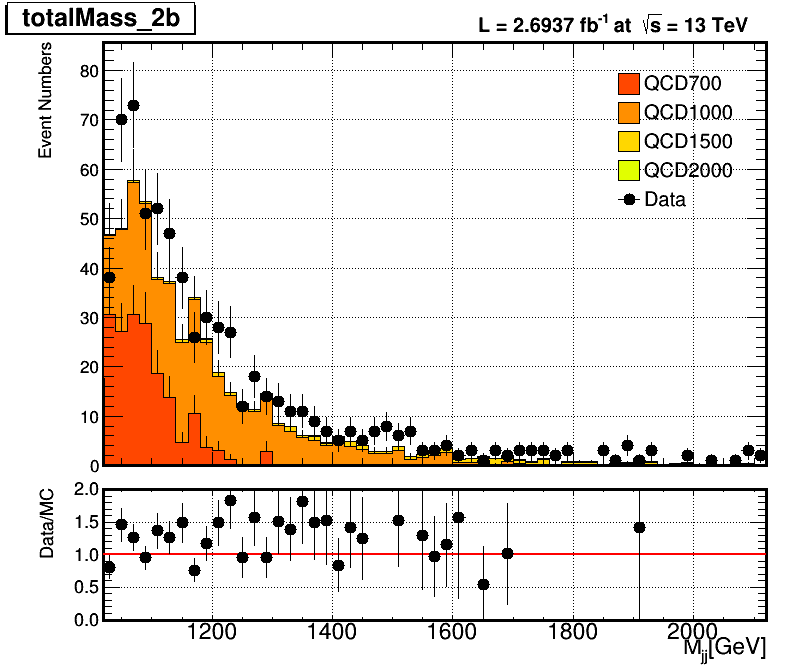 totalMass_2b
L = 2.6937 fb⁻¹ at √s = 13 TeV
Event Numbers
80
70
60
50
40
30
20
10
0
QCD700
QCD1000
QCD1500
QCD2000
Data
Data/MC
2.0
1.5
1.0
0.5
0.0
1200 1400 1600 1800 2000
M_jj[GeV]